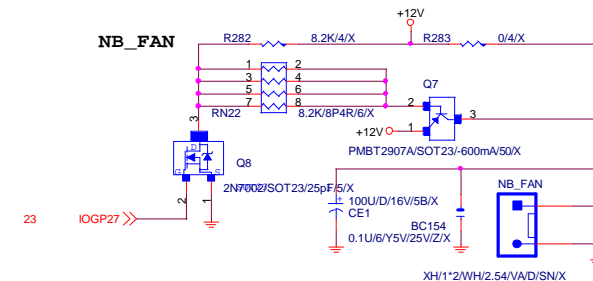 +12V
NB_FAN
R282
8.2K/4/X
R283
0/4/X
1
2
3
4
5
6
7
8
RN22
8.2K/8P4R/6/X
Q7
2
3
+12V
1
PMBT2907A/SOT23/-600mA/50/X
3
D
G
S
Q8
2N7002/SOT23/25pF/5/X
2
1
23
IOGP27
+
100U/D/16V/5B/X
CE1
BC154
0.1U/6/Y5V/25V/Z/X
NB_FAN
XH/1*2/WH/2.54/VA/D/SN/X